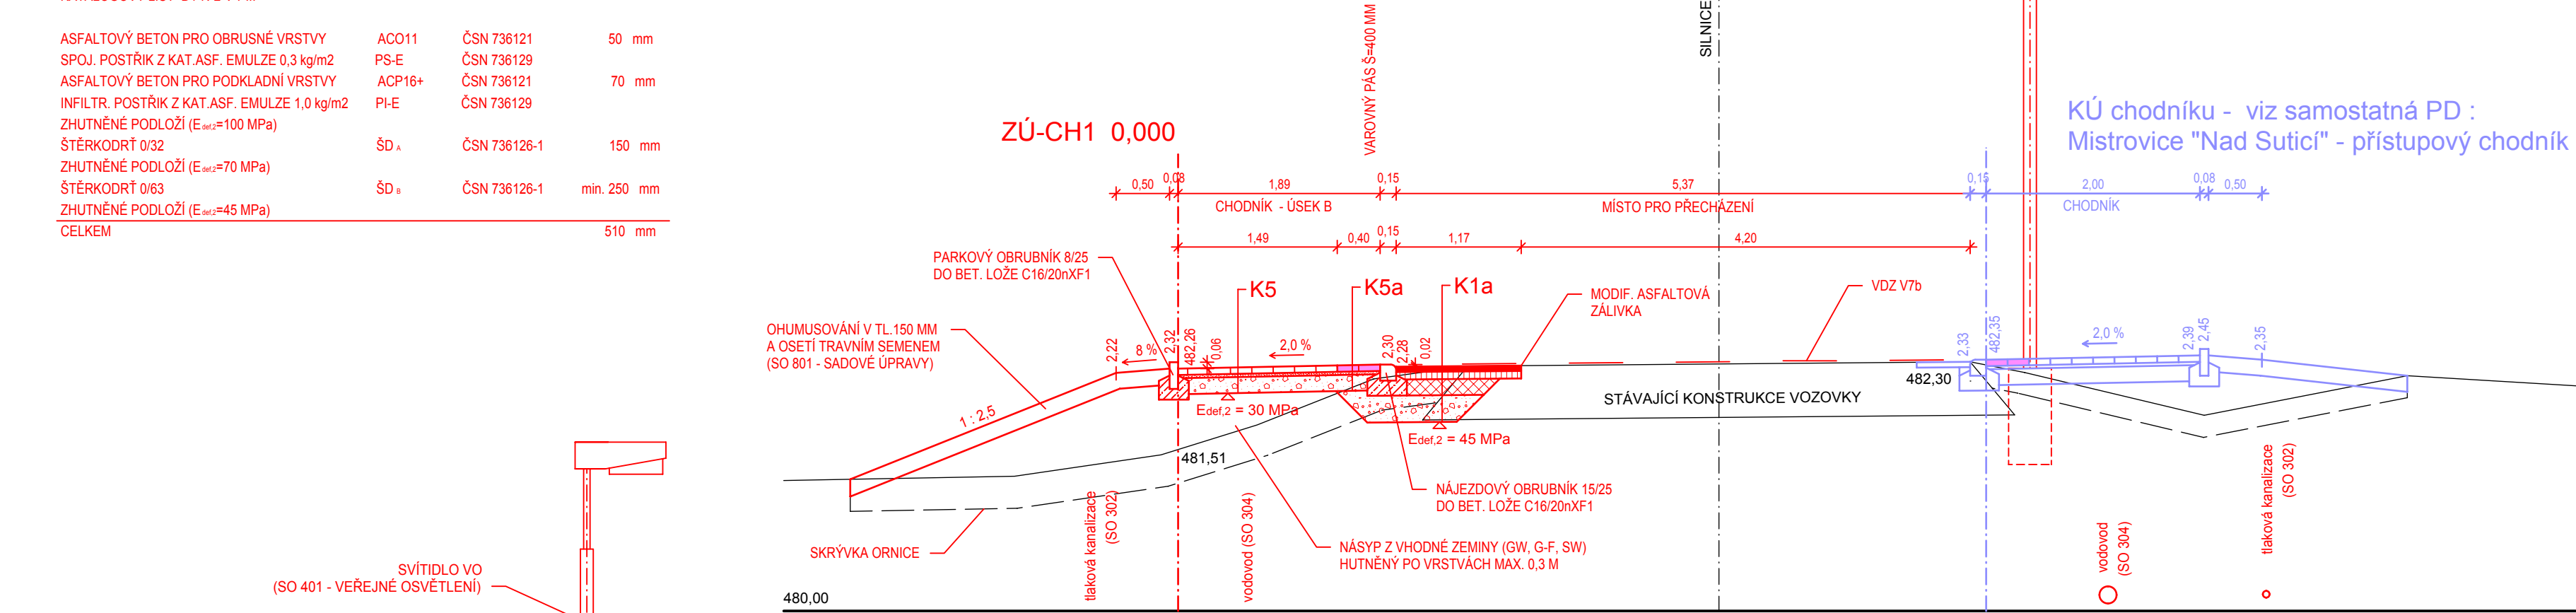 ASFALTOVÝ BETON PRO OBRUSNÉ VRSTVY ACO11 ČSN 736121 50 mm
SPOJ. POSTŘIK Z KAT.ASF. EMULZE 0,3 kg/m2 PS-E ČSN 736129
ASFALTOVÝ BETON PRO PODKLADNÍ VRSTVY ACP16+ ČSN 736121 70 mm
INFILTR. POSTŘIK Z KAT.ASF. EMULZE 1,0 kg/m2 PI-E ČSN 736129
ZHUTNĚNÉ PODLOŽÍ (Edef,2=100 MPa)
ŠTĚRKODRŤ 0/32 ŠD A ČSN 736126-1 150 mm
ZHUTNĚNÉ PODLOŽÍ (Edef,2=70 MPa)
ŠTĚRKODRŤ 0/63 ŠD B ČSN 736126-1 min. 250 mm
ZHUTNĚNÉ PODLOŽÍ (Edef,2=45 MPa)
CELKEM 510 mm
VAROVNÝ PÁS Š=400 MM
SILNICE
ZÚ-CH1 0,000
KÚ chodníku - viz samostatná PD :
Mistrovice "Nad Suticí" - přístupový chodník
0,50 0,08 1,89 0,15 5,37 0,15 2,00 0,08 0,50
CHODNÍK - ÚSEK B
MÍSTO PRO PŘECHÁZENÍ
CHODNÍK
1,49 0,40 0,15 1,17 4,20
PARKOVÝ OBRUBNÍK 8/25
DO BET. LOŽE C16/20nXF1
K5
K5a
K1a
MODIF. ASFALTOVÁ
ZÁLIVKA
VDZ V7b
OHUMUSOVÁNÍ V TL.150 MM
A OSETÍ TRAVNÍM SEMENEM
(SO 801 - SADOVÉ ÚPRAVY)
2,22
8 %
2,32
482,26
0,06
2,0 %
2,30
2,28
0,02
2,33
482,35
2,0 %
2,39
2,45
2,35
482,30
1 : 2,5
Edef,2 = 30 MPa
STÁVAJÍCÍ KONSTRUKCE VOZOVKY
Edef,2 = 45 MPa
481,51
NÁJEZDOVÝ OBRUBNÍK 15/25
DO BET. LOŽE C16/20nXF1
tlaková kanalizace
(SO 302)
vodovod (SO 304)
NÁSYP Z VHODNÉ ZEMINY (GW, G-F, SW)
HUTNĚNÝ PO VRSTVÁCH MAX. 0,3 M
SKRÝVKA ORNICE
vodovod
(SO 304)
tlaková kanalizace
(SO 302)
SVÍTIDLO VO
(SO 401 - VEŘEJNÉ OSVĚTLENÍ)
480,00